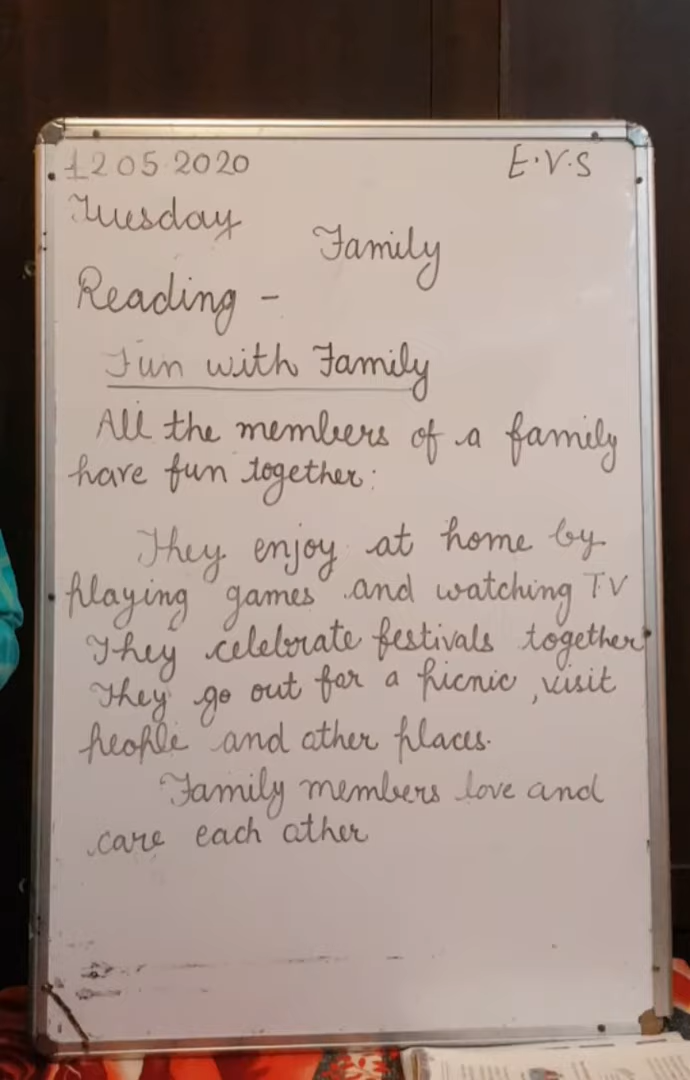 12 05 2020 E.V.S
Tuesday
Family
Reading -
Fun with Family
All the members of a family
have fun together:
They enjoy at home by
playing games and watching TV
They celebrate festivals together
They go out for a picnic, visit
people and other places.
Family members love and
care each other